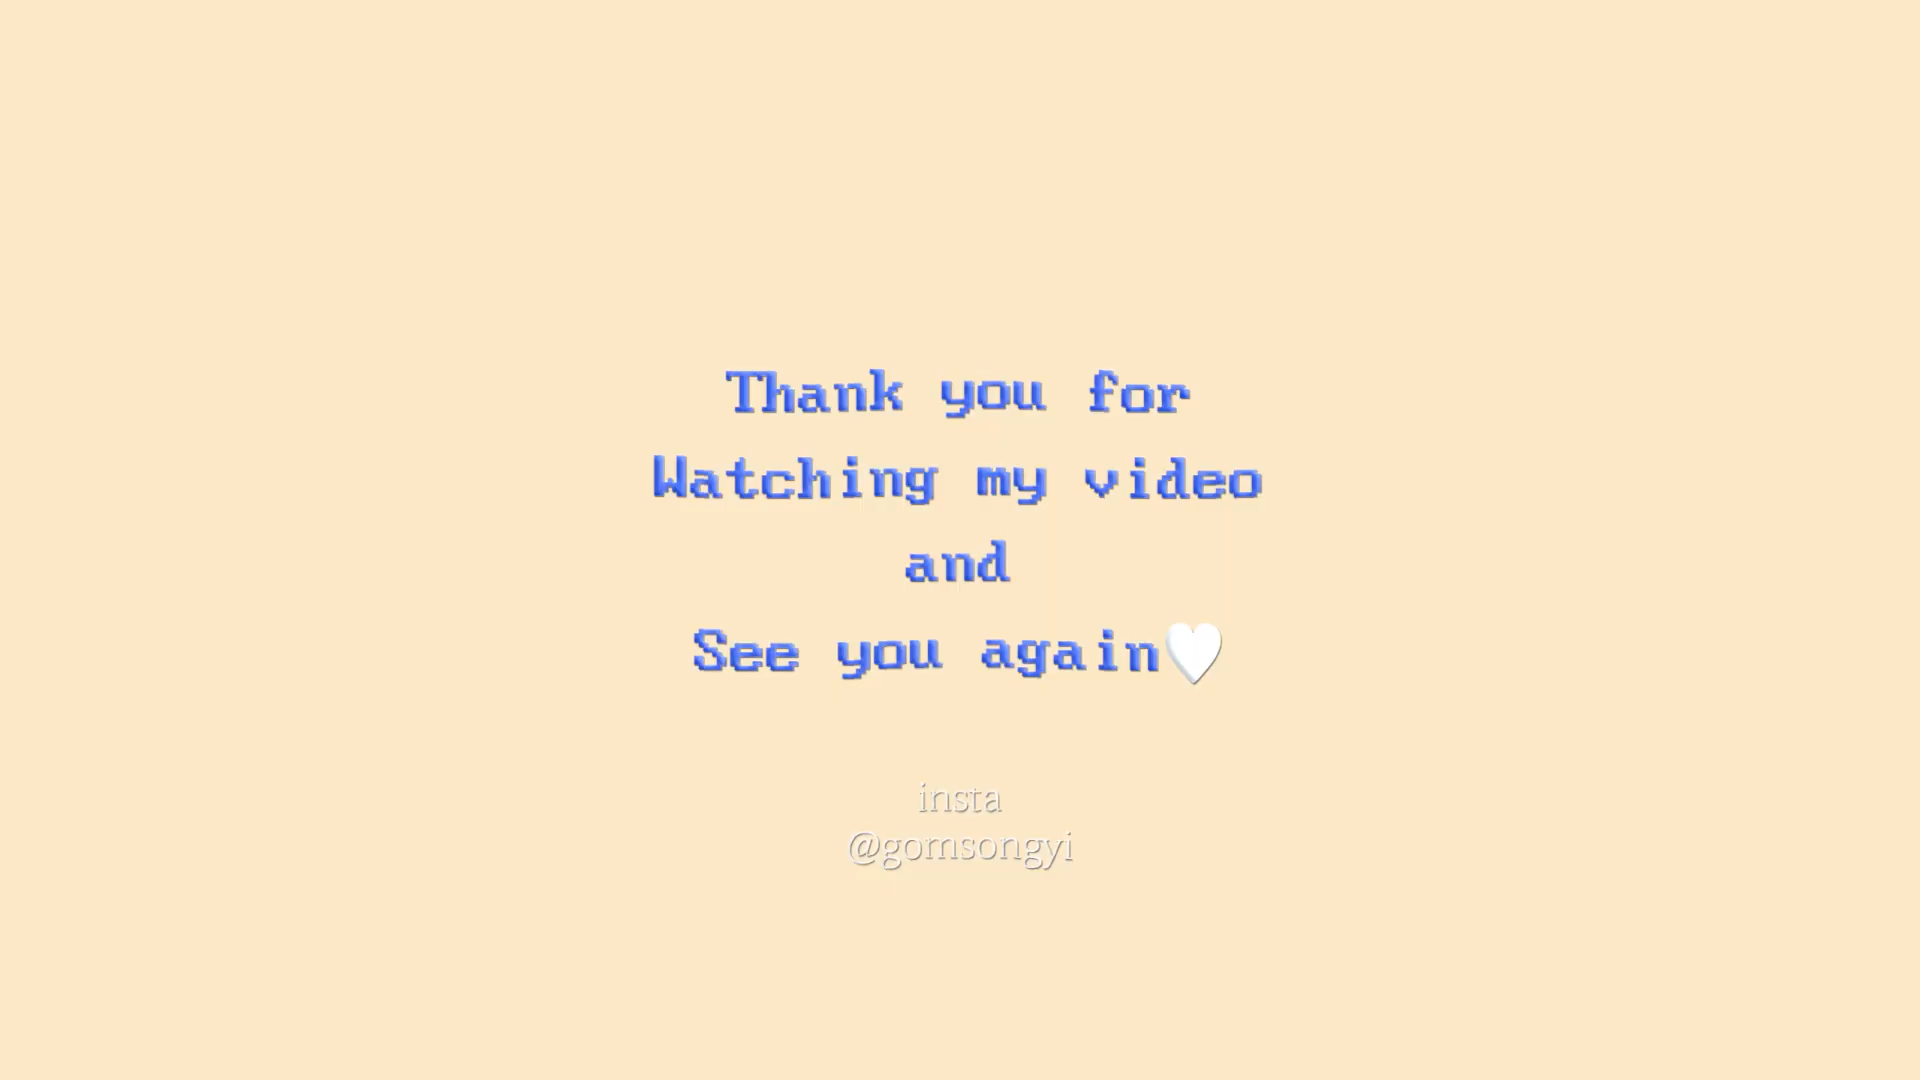 Thank you for
Watching my video
and
See you again🤍
insta
@gomsongyi